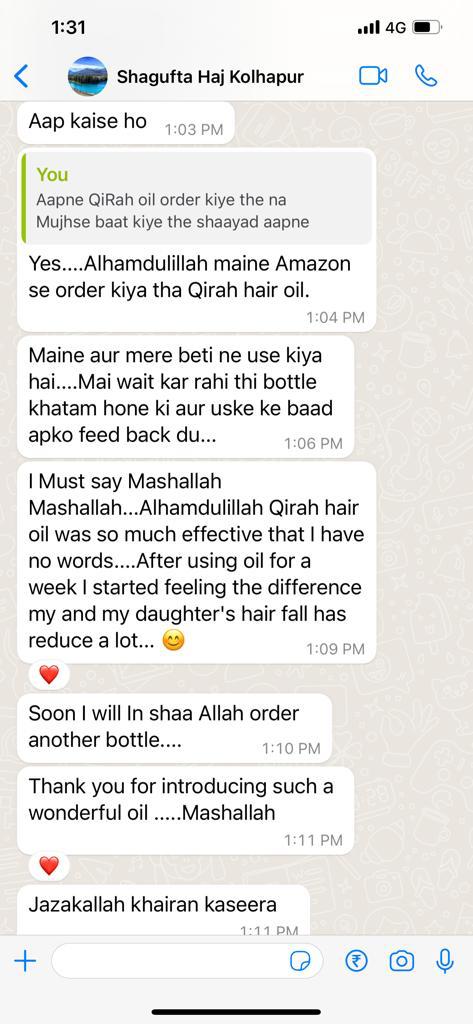 1:31
4G
Shagufta Haj Kolhapur
Aap kaise ho
1:03 PM
You
Aapne QiRah oil order kiye the na
Mujhse baat kiye the shaayad aapne
Yes....Alhamdulillah maine Amazon
se order kiya tha Qirah hair oil.
1:04 PM
Maine aur mere beti ne use kiya
hai....Mai wait kar rahi thi bottle
khatam hone ki aur uske ke baad
apko feed back du...
1:06 PM
I Must say Mashallah
Mashallah...Alhamdulillah Qirah hair
oil was so much effective that I have
no words....After using oil for a
week I started feeling the difference
my and my daughter's hair fall has
reduce a lot... 😊
1:09 PM
Soon I will In shaa Allah order
another bottle....
1:10 PM
Thank you for introducing such a
wonderful oil .....Mashallah
1:11 PM
Jazakallah khairan kaseera
1:11 PM
₹